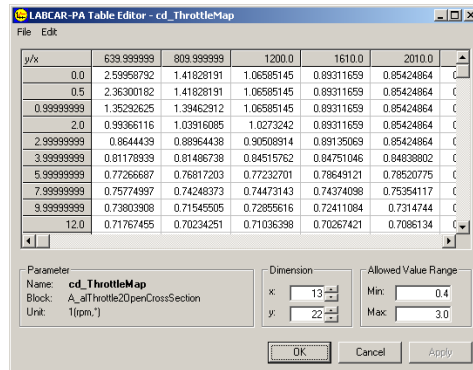 LABCAR-PA Table Editor - cd_ThrottleMap
File Edit
y/x 639.999999 809.999999 1200.0 1610.0 2010.0
0.0 2.59958792 1.41828191 1.06585145 0.89311659 0.85424864
0.5 2.36300182 1.41828191 1.06585145 0.89311659 0.85424864
0.99999999 1.35292625 1.39462912 1.06585145 0.89311659 0.85424864
2.0 0.99366116 1.03916085 1.0273242 0.89311659 0.85424864
2.99999999 0.8644439 0.88964438 0.90508914 0.89135069 0.85424864
3.99999999 0.81178939 0.81486738 0.84515762 0.84751046 0.84838802
5.99999999 0.77266687 0.76817203 0.77232701 0.78649121 0.78520775
7.99999999 0.75774997 0.74248373 0.74473143 0.74374098 0.75354117
9.99999999 0.73803908 0.71545505 0.72855616 0.72411084 0.7314744
12.0 0.71767455 0.70234251 0.71036398 0.70267421 0.7086134
Parameter
Name: cd_ThrottleMap
Block: A_alThrottle2OpenCrossSection
Unit: 1(rpm,°)
Dimension
x: 13
y: 22
Allowed Value Range
Min: 0.4
Max: 3.0
OK Cancel Apply